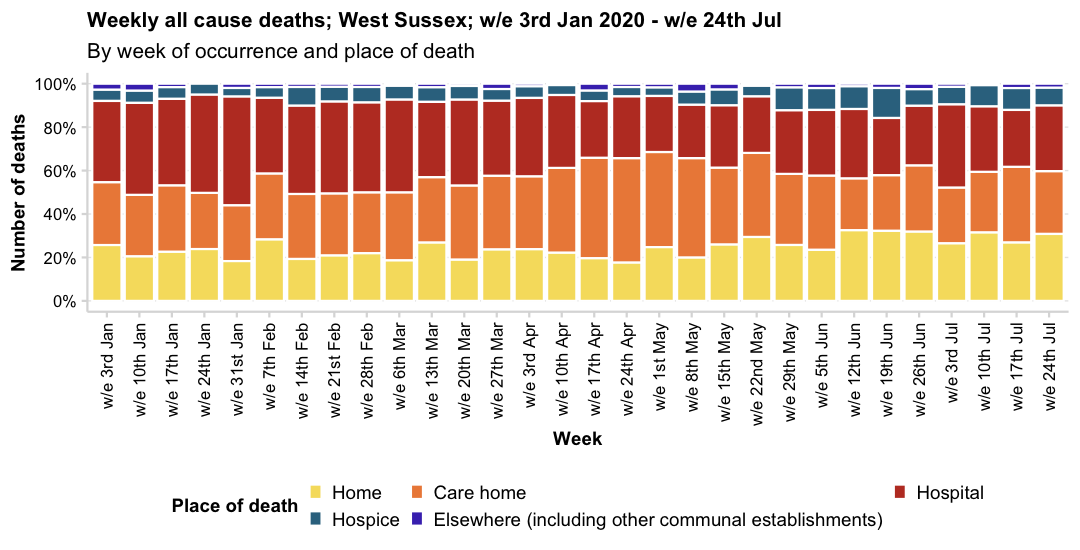 Weekly all cause deaths; West Sussex; w/e 3rd Jan 2020 - w/e 24th Jul
By week of occurrence and place of death
Number of deaths
100%
80%
60%
40%
20%
0%
w/e 3rd Jan
w/e 10th Jan
w/e 17th Jan
w/e 24th Jan
w/e 31st Jan
w/e 7th Feb
w/e 14th Feb
w/e 21st Feb
w/e 28th Feb
w/e 6th Mar
w/e 13th Mar
w/e 20th Mar
w/e 27th Mar
w/e 3rd Apr
w/e 10th Apr
w/e 17th Apr
w/e 24th Apr
w/e 1st May
w/e 8th May
w/e 15th May
w/e 22nd May
w/e 29th May
w/e 5th Jun
w/e 12th Jun
w/e 19th Jun
w/e 26th Jun
w/e 3rd Jul
w/e 10th Jul
w/e 17th Jul
w/e 24th Jul
Week
Place of death
Home
Care home
Hospital
Hospice
Elsewhere (including other communal establishments)